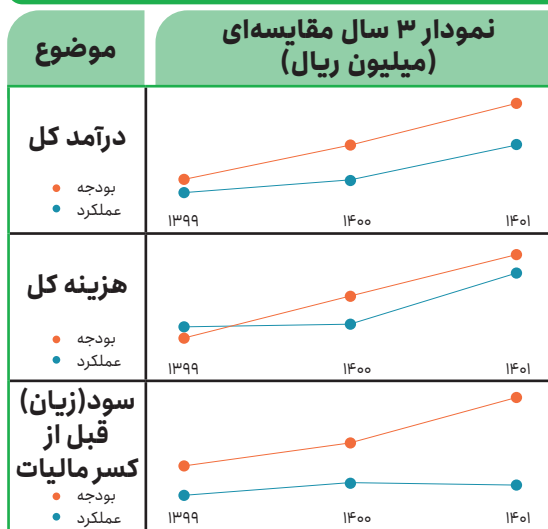 موضوع
نمودار ۳ سال مقایسه‌ای
(میلیون ریال)
درآمد کل
بودجه
عملکرد
۱۳۹۹ ۱۴۰۰ ۱۴۰۱
هزینه کل
بودجه
عملکرد
۱۳۹۹ ۱۴۰۰ ۱۴۰۱
سود(زیان)
قبل از
کسر مالیات
بودجه
عملکرد
۱۳۹۹ ۱۴۰۰ ۱۴۰۱